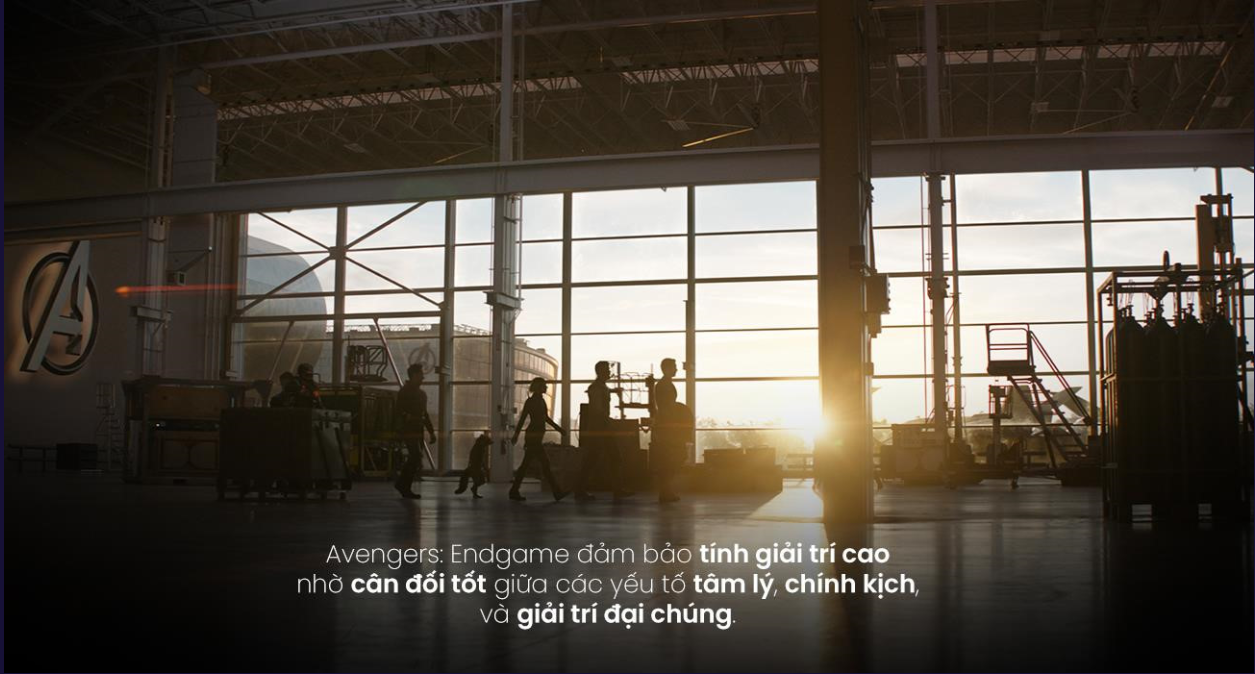 Avengers: Endgame đảm bảo tính giải trí cao
nhờ cân đối tốt giữa các yếu tố tâm lý, chính kịch,
và giải trí đại chúng.